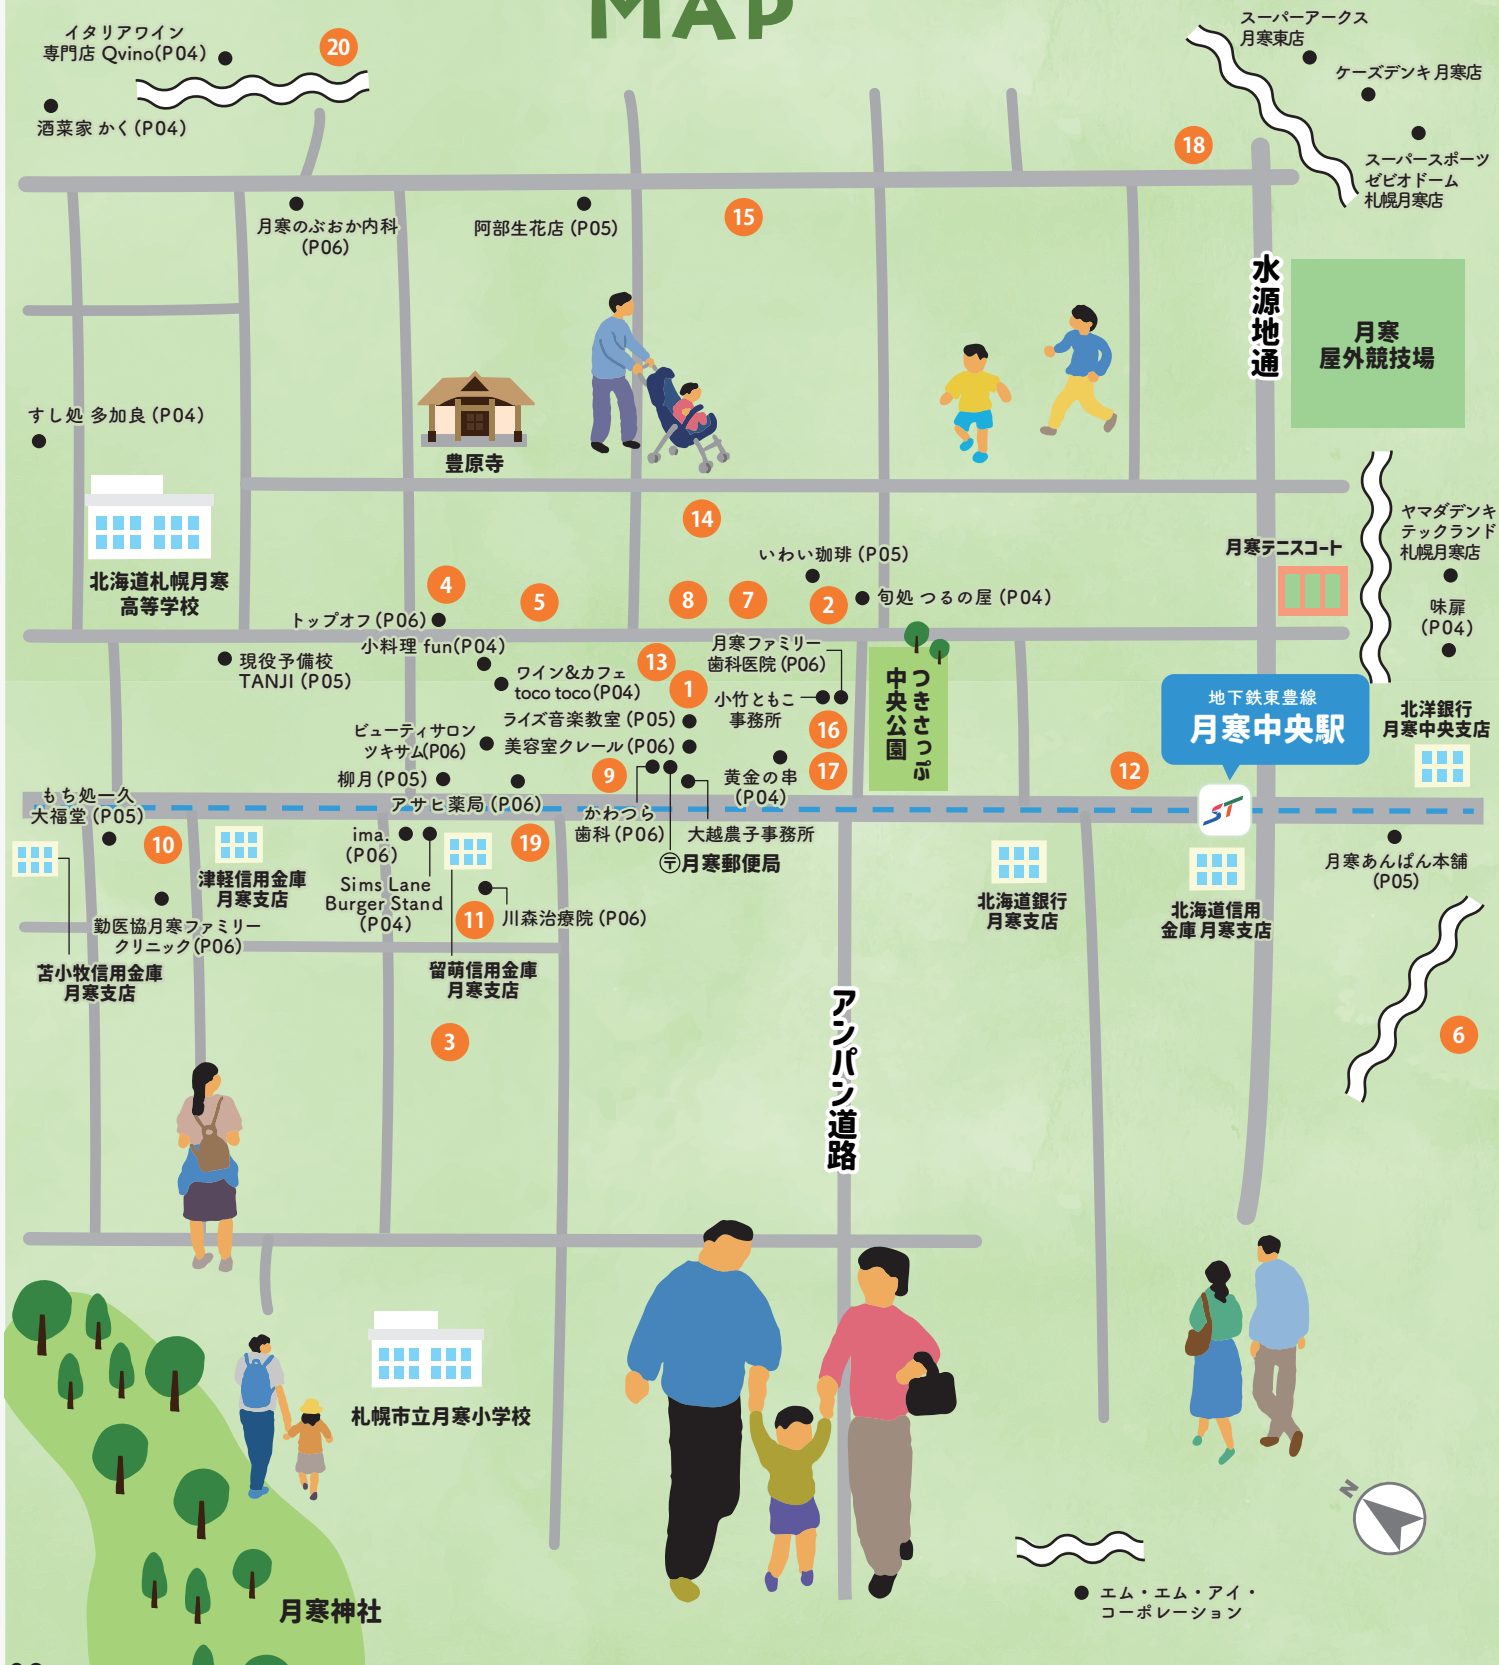 MAP
イタリアワイン
専門店 Qvino(P04)
20
酒菜家 かく(P04)
スーパーアークス
月寒東店
ケーズデンキ 月寒店
スーパースポーツ
ゼビオドーム
札幌月寒店
18
月寒のぶおか内科
(P06)
阿部生花店 (P05)
15
水源地通
月寒
屋外競技場
すし処 多加良 (P04)
豊原寺
北海道札幌月寒
高等学校
14
いわい珈琲 (P05)
月寒テニスコート
ヤマダデンキ
テックランド
札幌月寒店
味扉
(P04)
4
5
8
7
2
旬処 つるの屋 (P04)
トップオフ (P06)
小料理 fun(P04)
現役予備校
TANJI (P05)
ワイン&カフェ
toco toco(P04)
13
1
月寒ファミリー
歯科医院 (P06)
小竹ともこ
事務所
つきさっぷ
中央公園
地下鉄東豊線
月寒中央駅
北洋銀行
月寒中央支店
ライズ音楽教室 (P05)
ビューティサロン
ツキサム(P06)
美容室クレール (P06)
16
柳月(P05)
9
黄金の串
(P04)
17
12
アサヒ薬局 (P06)
もち処一久
大福堂 (P05)
ST
10
ima.
(P06)
19
かわつら
歯科 (P06)
大越農子事務所
〒月寒郵便局
津軽信用金庫
月寒支店
Sims Lane
Burger Stand
(P04)
11
川森治療院 (P06)
北海道銀行
月寒支店
北海道信用
金庫 月寒支店
月寒あんぱん本舗
(P05)
勤医協月寒ファミリー
クリニック(P06)
苫小牧信用金庫
月寒支店
留萌信用金庫
月寒支店
3
アンパン道路
6
札幌市立月寒小学校
月寒神社
N
エム・エム・アイ・
コーポレーション